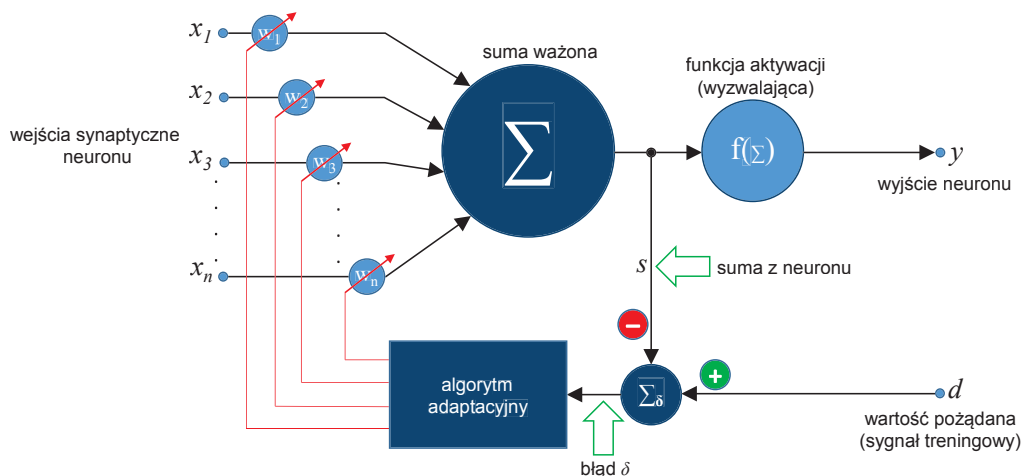 x1
w1
suma ważona
funkcja aktywacji
(wyzwalająca)
x2
w2
wejścia synaptyczne
neuronu
Σ
f(Σ)
y
x3
w3
wyjście neuronu
xn
wn
s
suma z neuronu
−
+
algorytm
adaptacyjny
Σδ
d
wartość pożądana
(sygnał treningowy)
błąd δ